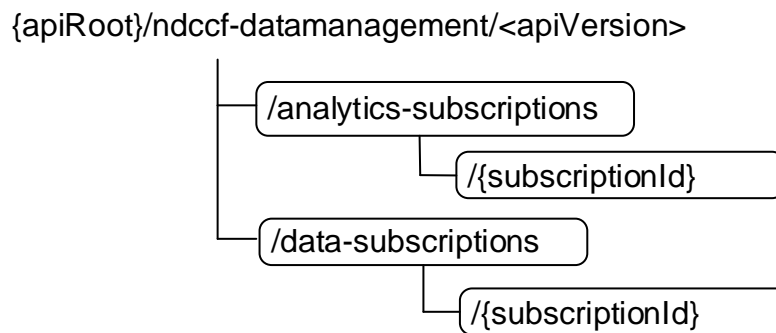 {apiRoot}/ndccf-datamanagement/<apiVersion>
/analytics-subscriptions
/{subscriptionId}
/data-subscriptions
/{subscriptionId}